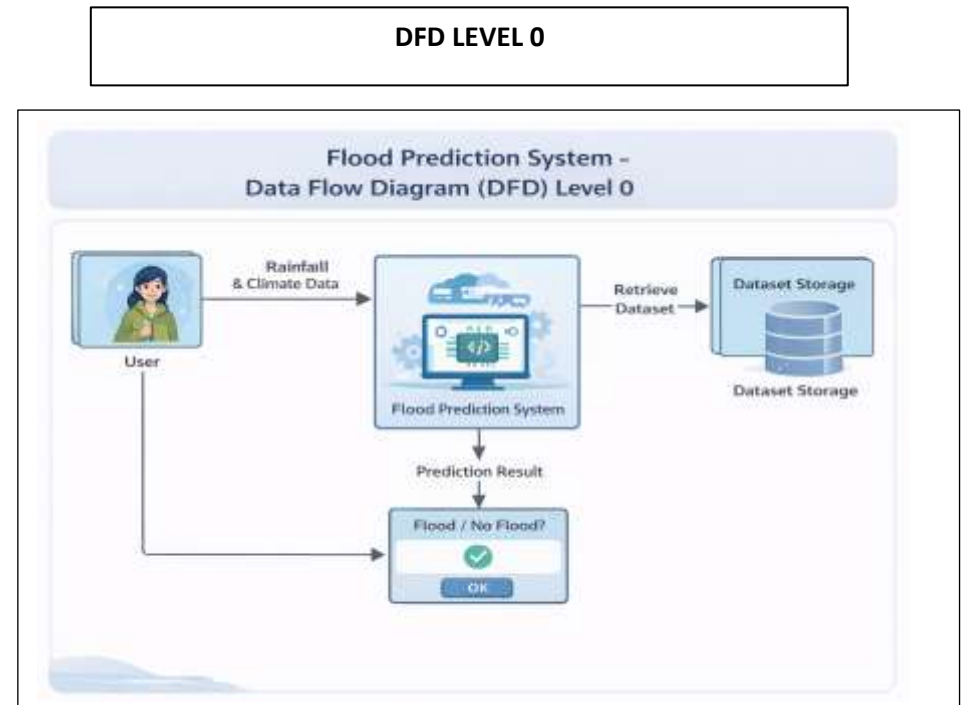 DFD LEVEL 0
Flood Prediction System –
Data Flow Diagram (DFD) Level 0
Rainfaill
& Climate Data
User
Flood Prediction System
Retrieve
Dataset
Dataset Storage
Dataset Storage
Prediction Result
Flood / No Flood?
OK